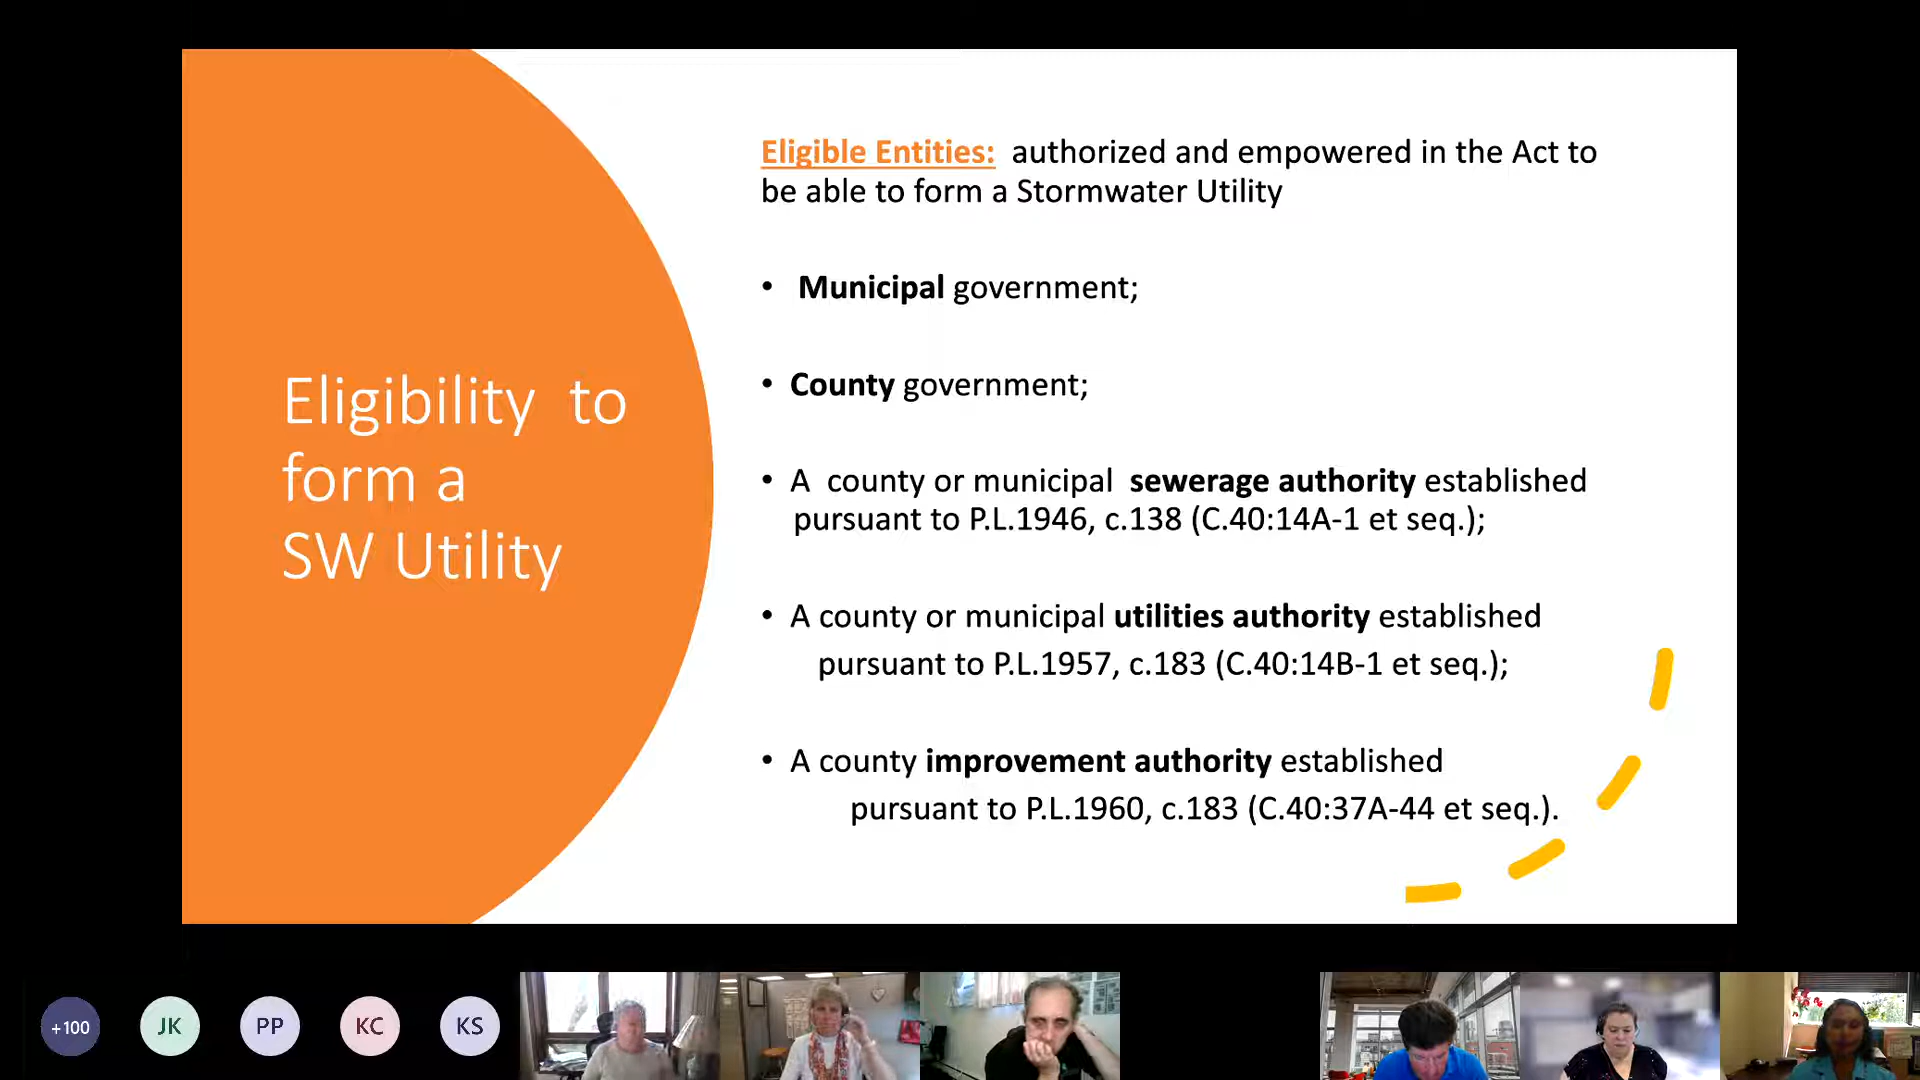 Eligibility to
form a
SW Utility
Eligible Entities: authorized and empowered in the Act to
be able to form a Stormwater Utility
• Municipal government;
• County government;
• A county or municipal sewerage authority established
pursuant to P.L.1946, c.138 (C.40:14A-1 et seq.);
• A county or municipal utilities authority established
pursuant to P.L.1957, c.183 (C.40:14B-1 et seq.);
• A county improvement authority established
pursuant to P.L.1960, c.183 (C.40:37A-44 et seq.).
+100
JK
PP
KC
KS